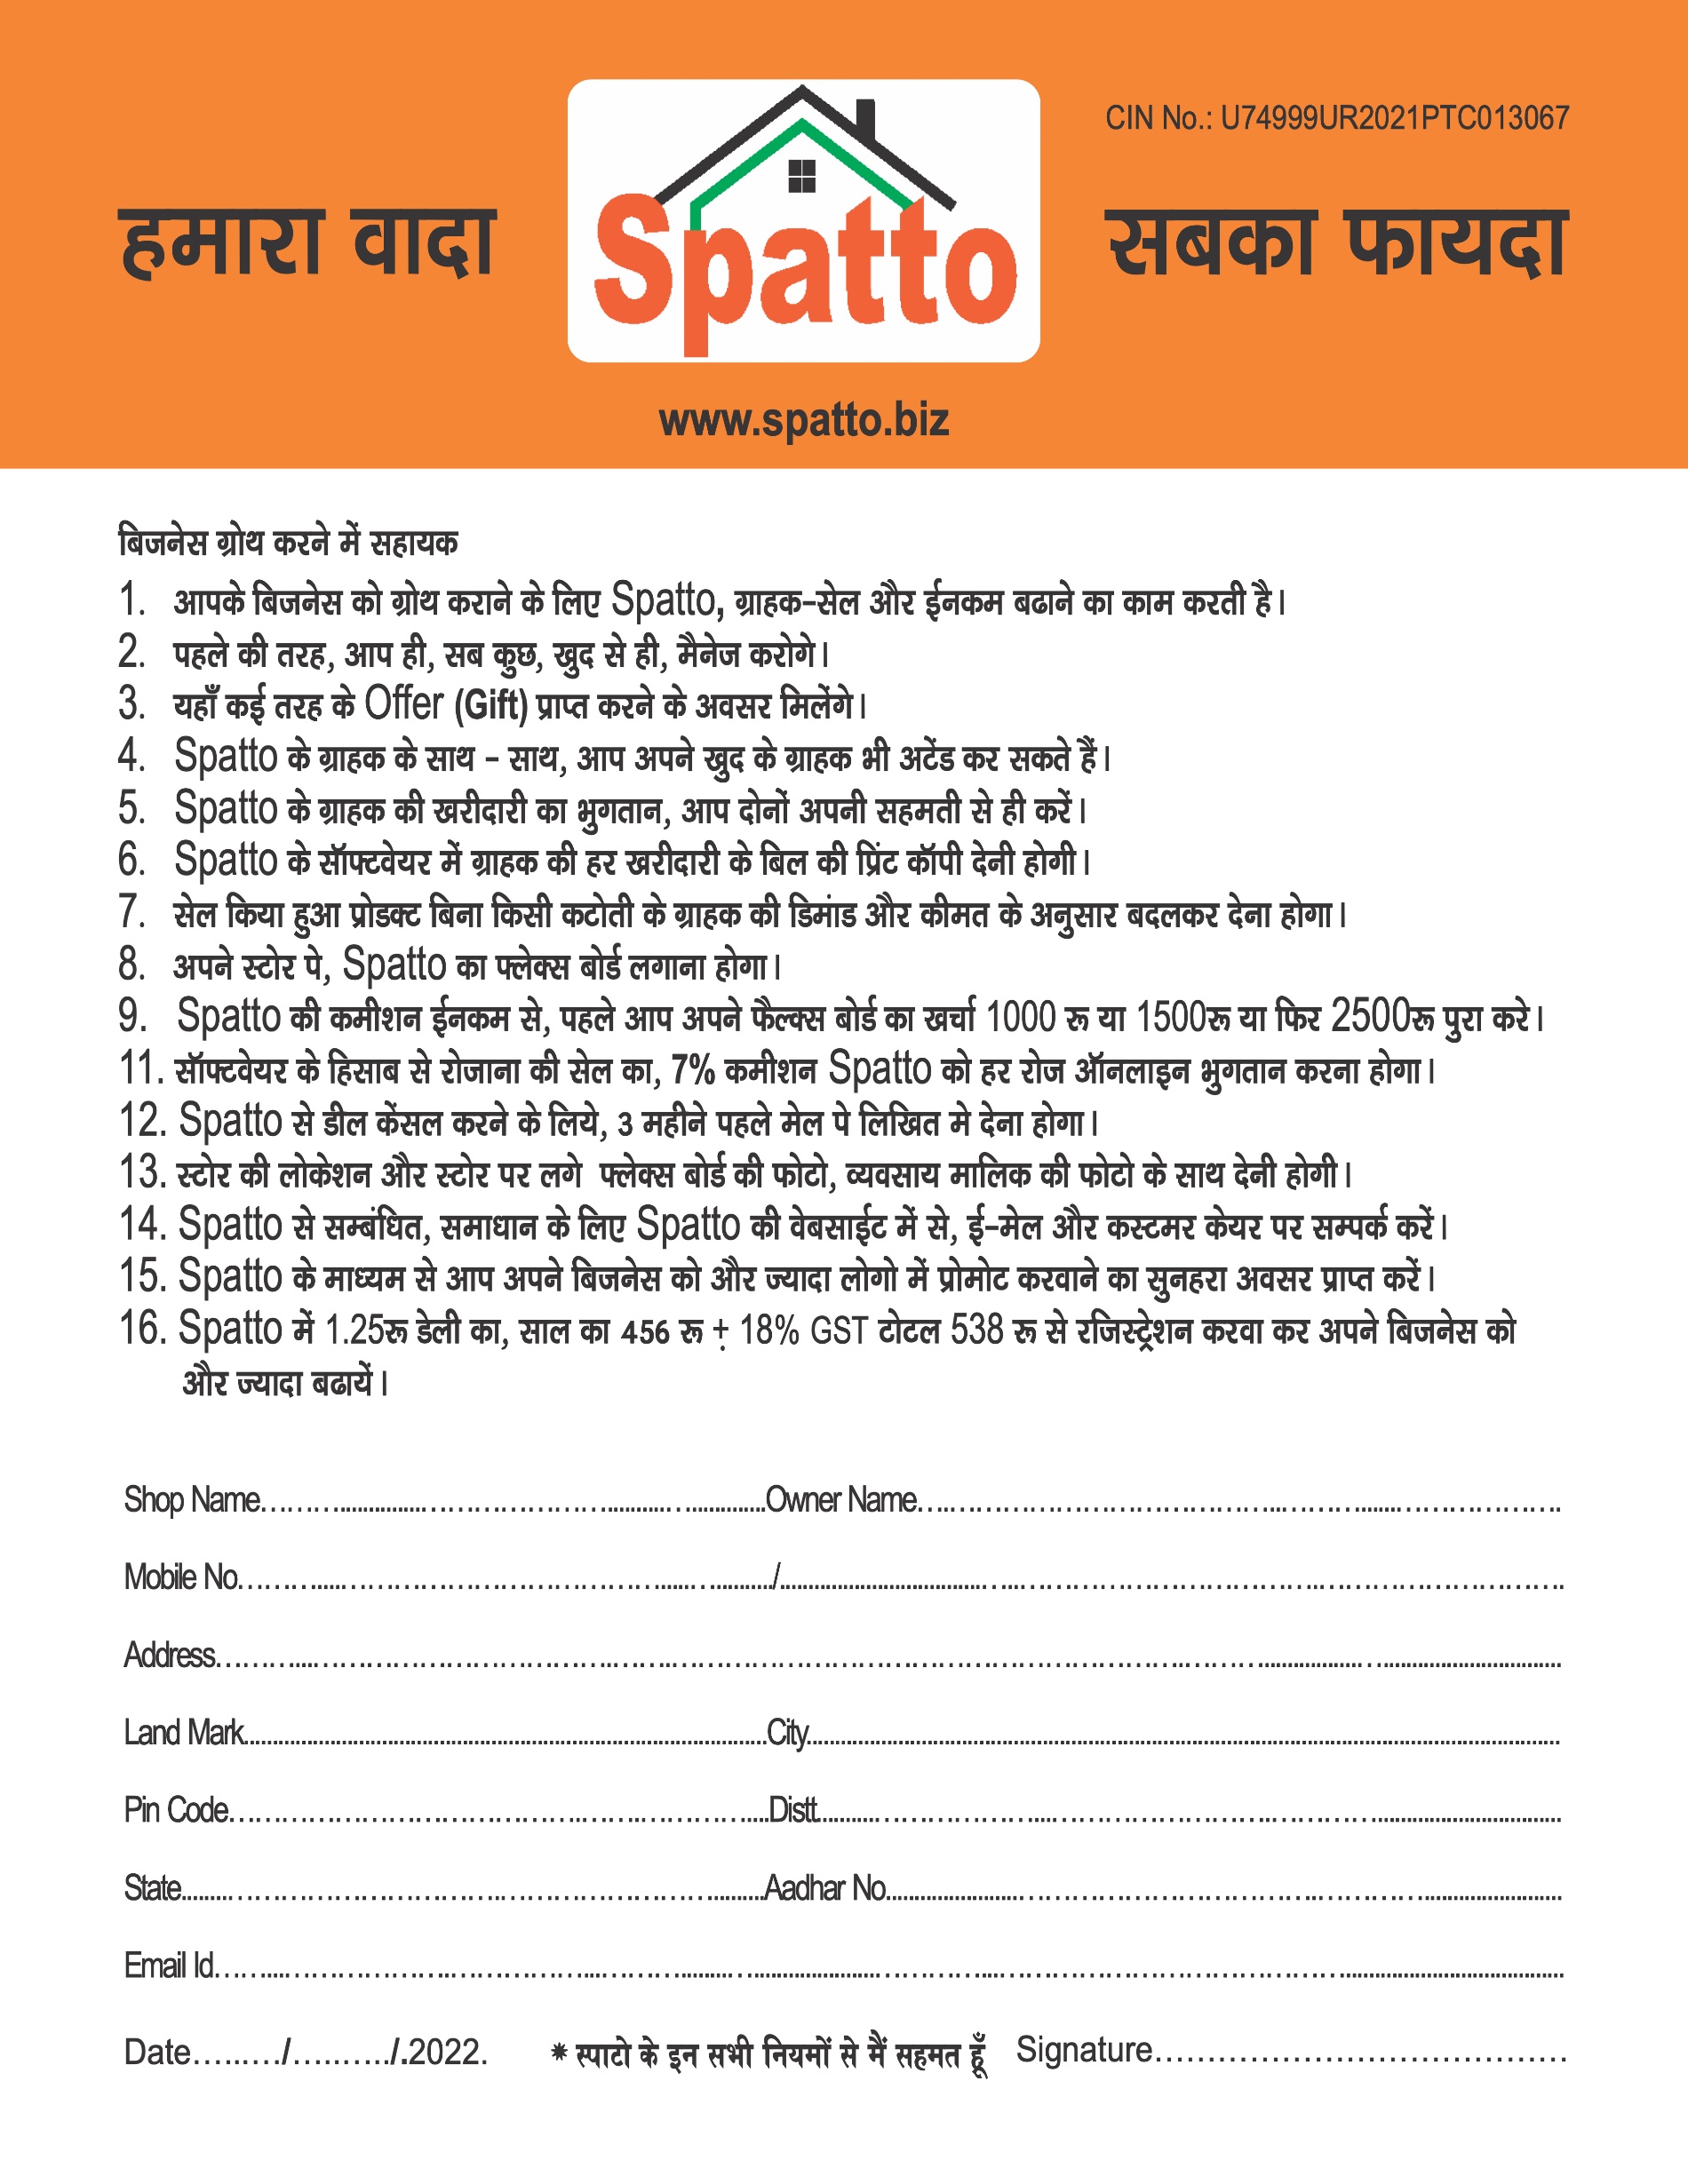 CIN No.: U74999UR2021PTC013067
हमारा वादा
Spatto
सबका फायदा
www.spatto.biz
बिजनेस ग्रोथ करने में सहायक
1. आपके बिजनेस को ग्रोथ कराने के लिए Spatto, ग्राहक-सेल और ईनकम बढाने का काम करती है।
2. पहले की तरह, आप ही, सब कुछ, खुद से ही, मैनेज करोगे।
3. यहाँ कई तरह के Offer (Gift) प्राप्त करने के अवसर मिलेंगे।
4. Spatto के ग्राहक के साथ - साथ, आप अपने खुद के ग्राहक भी अटेंड कर सकते हैं।
5. Spatto के ग्राहक की खरीदारी का भुगतान, आप दोनों अपनी सहमती से ही करें।
6. Spatto के सॅाफ्टवेयर में ग्राहक की हर खरीदारी के बिल की प्रिंट कॅापी देनी होगी।
7. सेल किया हुआ प्रोडक्ट बिना किसी कटोती के ग्राहक की डिमांड और कीमत के अनुसार बदलकर देना होगा।
8. अपने स्टोर पे, Spatto का फ्लेक्स बोर्ड लगाना होगा।
9. Spatto की कमीशन ईनकम से, पहले आप अपने फैल्क्स बोर्ड का खर्चा 1000 रू या 1500रू या फिर 2500रू पुरा करे।
11. सॉफ्टवेयर के हिसाब से रोजाना की सेल का, 7% कमीशन Spatto को हर रोज ऑनलाइन भुगतान करना होगा।
12. Spatto से डील केंसल करने के लिये, 3 महीने पहले मेल पे लिखित मे देना होगा।
13. स्टोर की लोकेशन और स्टोर पर लगे फ्लेक्स बोर्ड की फोटो, व्यवसाय मालिक की फोटो के साथ देनी होगी।
14. Spatto से सम्बंधित, समाधान के लिए Spatto की वेबसाईट में से, ई-मेल और कस्टमर केयर पर सम्पर्क करें।
15. Spatto के माध्यम से आप अपने बिजनेस को और ज्यादा लोगो में प्रोमोट करवाने का सुनहरा अवसर प्राप्त करें।
16. Spatto में 1.25रू डेली का, साल का 456 रू + 18% GST टोटल 538 रू से रजिस्ट्रेशन करवा कर अपने बिजनेस को
और ज्यादा बढायें।
Shop Name..............................Owner Name..............................
Mobile No............................../..............................
Address............................................................
Land Mark..............................City..............................
Pin Code..............................Distt..............................
State..............................Aadhar No..............................
Email Id............................................................
Date........./........./.2022. * स्पाटो के इन सभी नियमों से मैं सहमत हूँ Signature..............................